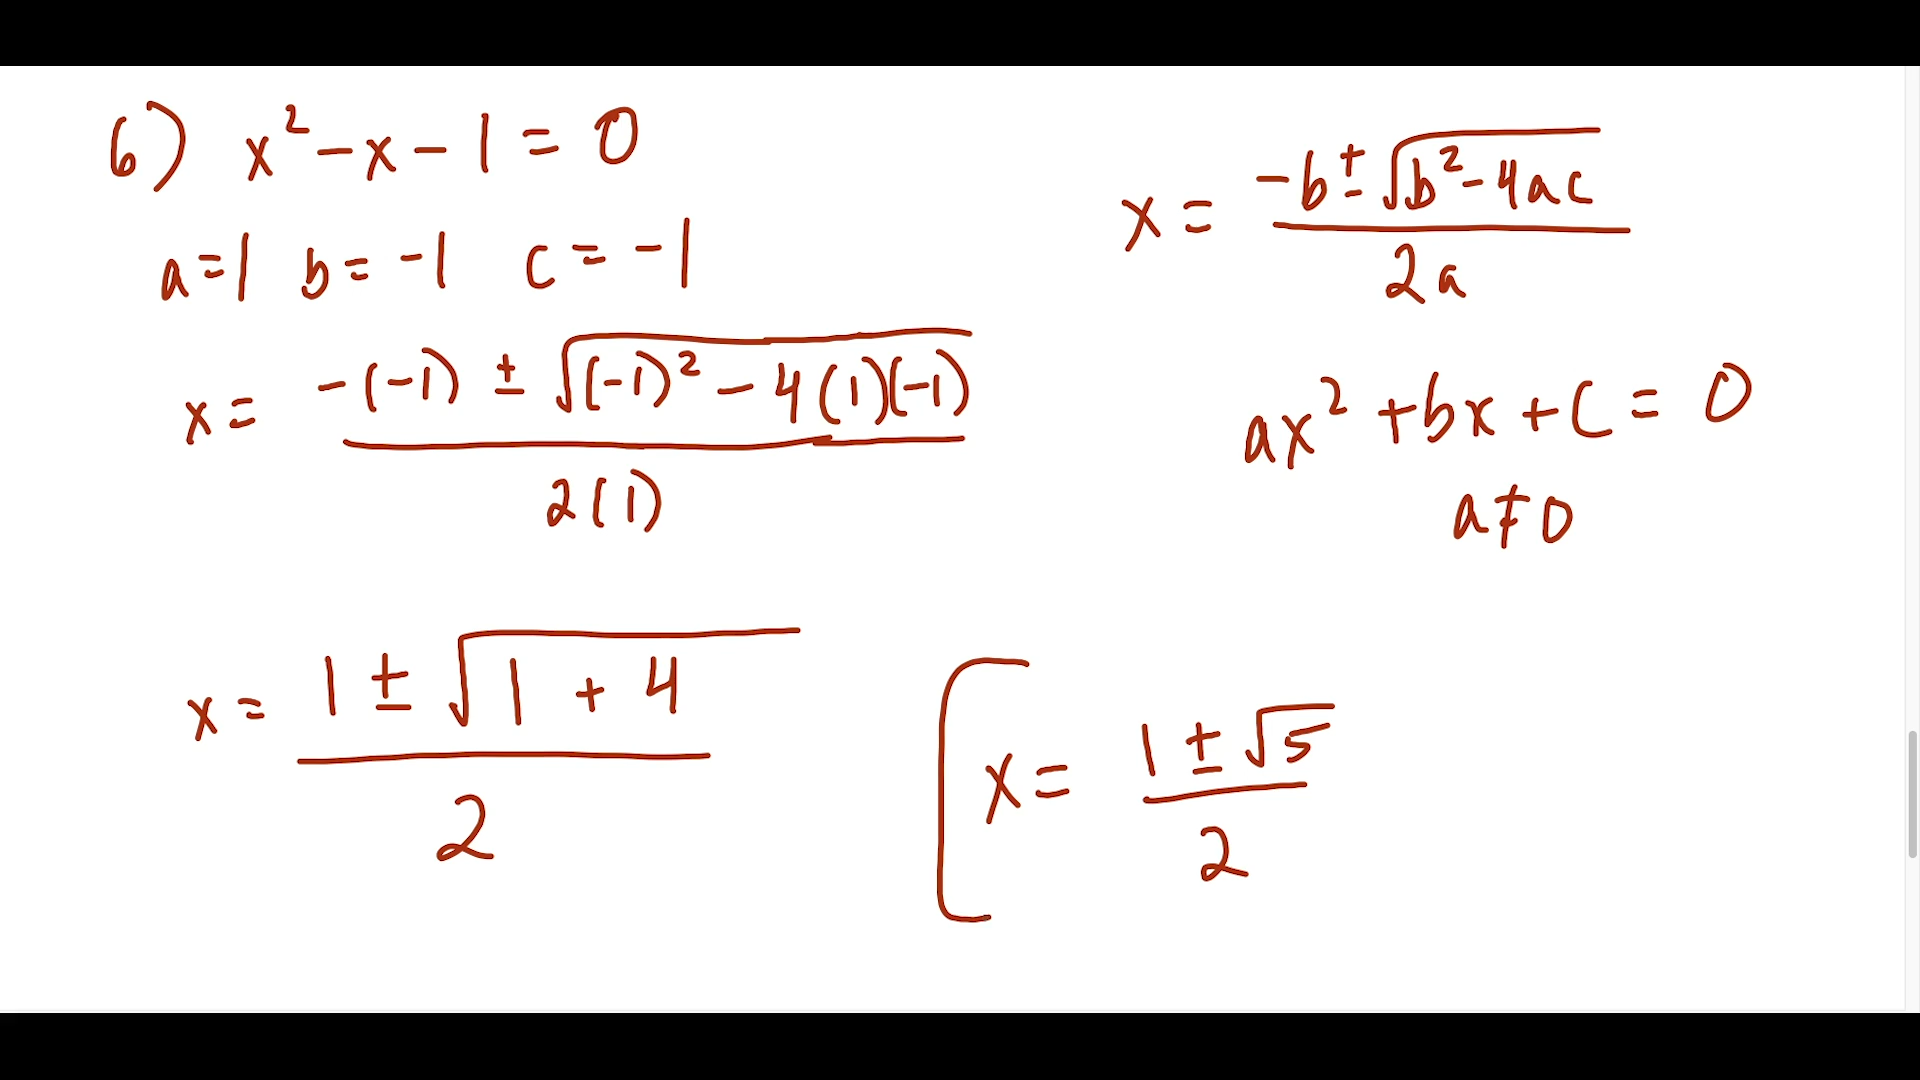 6) x² - x - 1 = 0
a = 1 b = -1 c = -1
x = (-(-1) ± √((-1)² - 4(1)(-1))) / 2(1)
x = (1 ± √(1 + 4)) / 2
x = (-b ± √(b² - 4ac)) / 2a
ax² + bx + c = 0
a ≠ 0
x = (1 ± √5) / 2